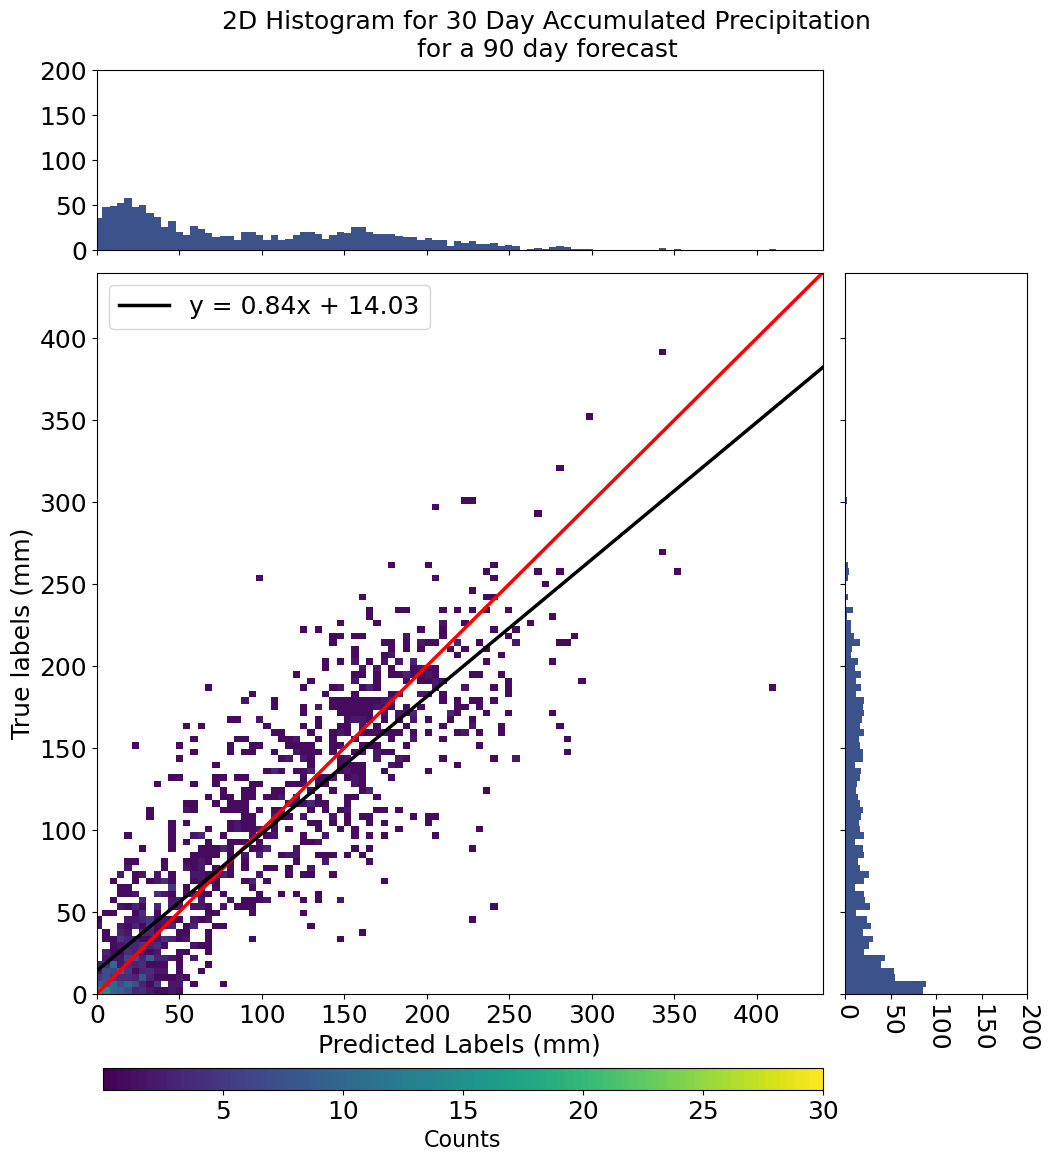 2D Histogram for 30 Day Accumulated Precipitation
for a 90 day forecast
200
150
100
50
0
y = 0.84x + 14.03
400
350
300
250
200
150
100
50
0
True labels (mm)
0 50 100 150 200 250 300 350 400
Predicted Labels (mm)
0 50 100 150 200
5 10 15 20 25 30
Counts